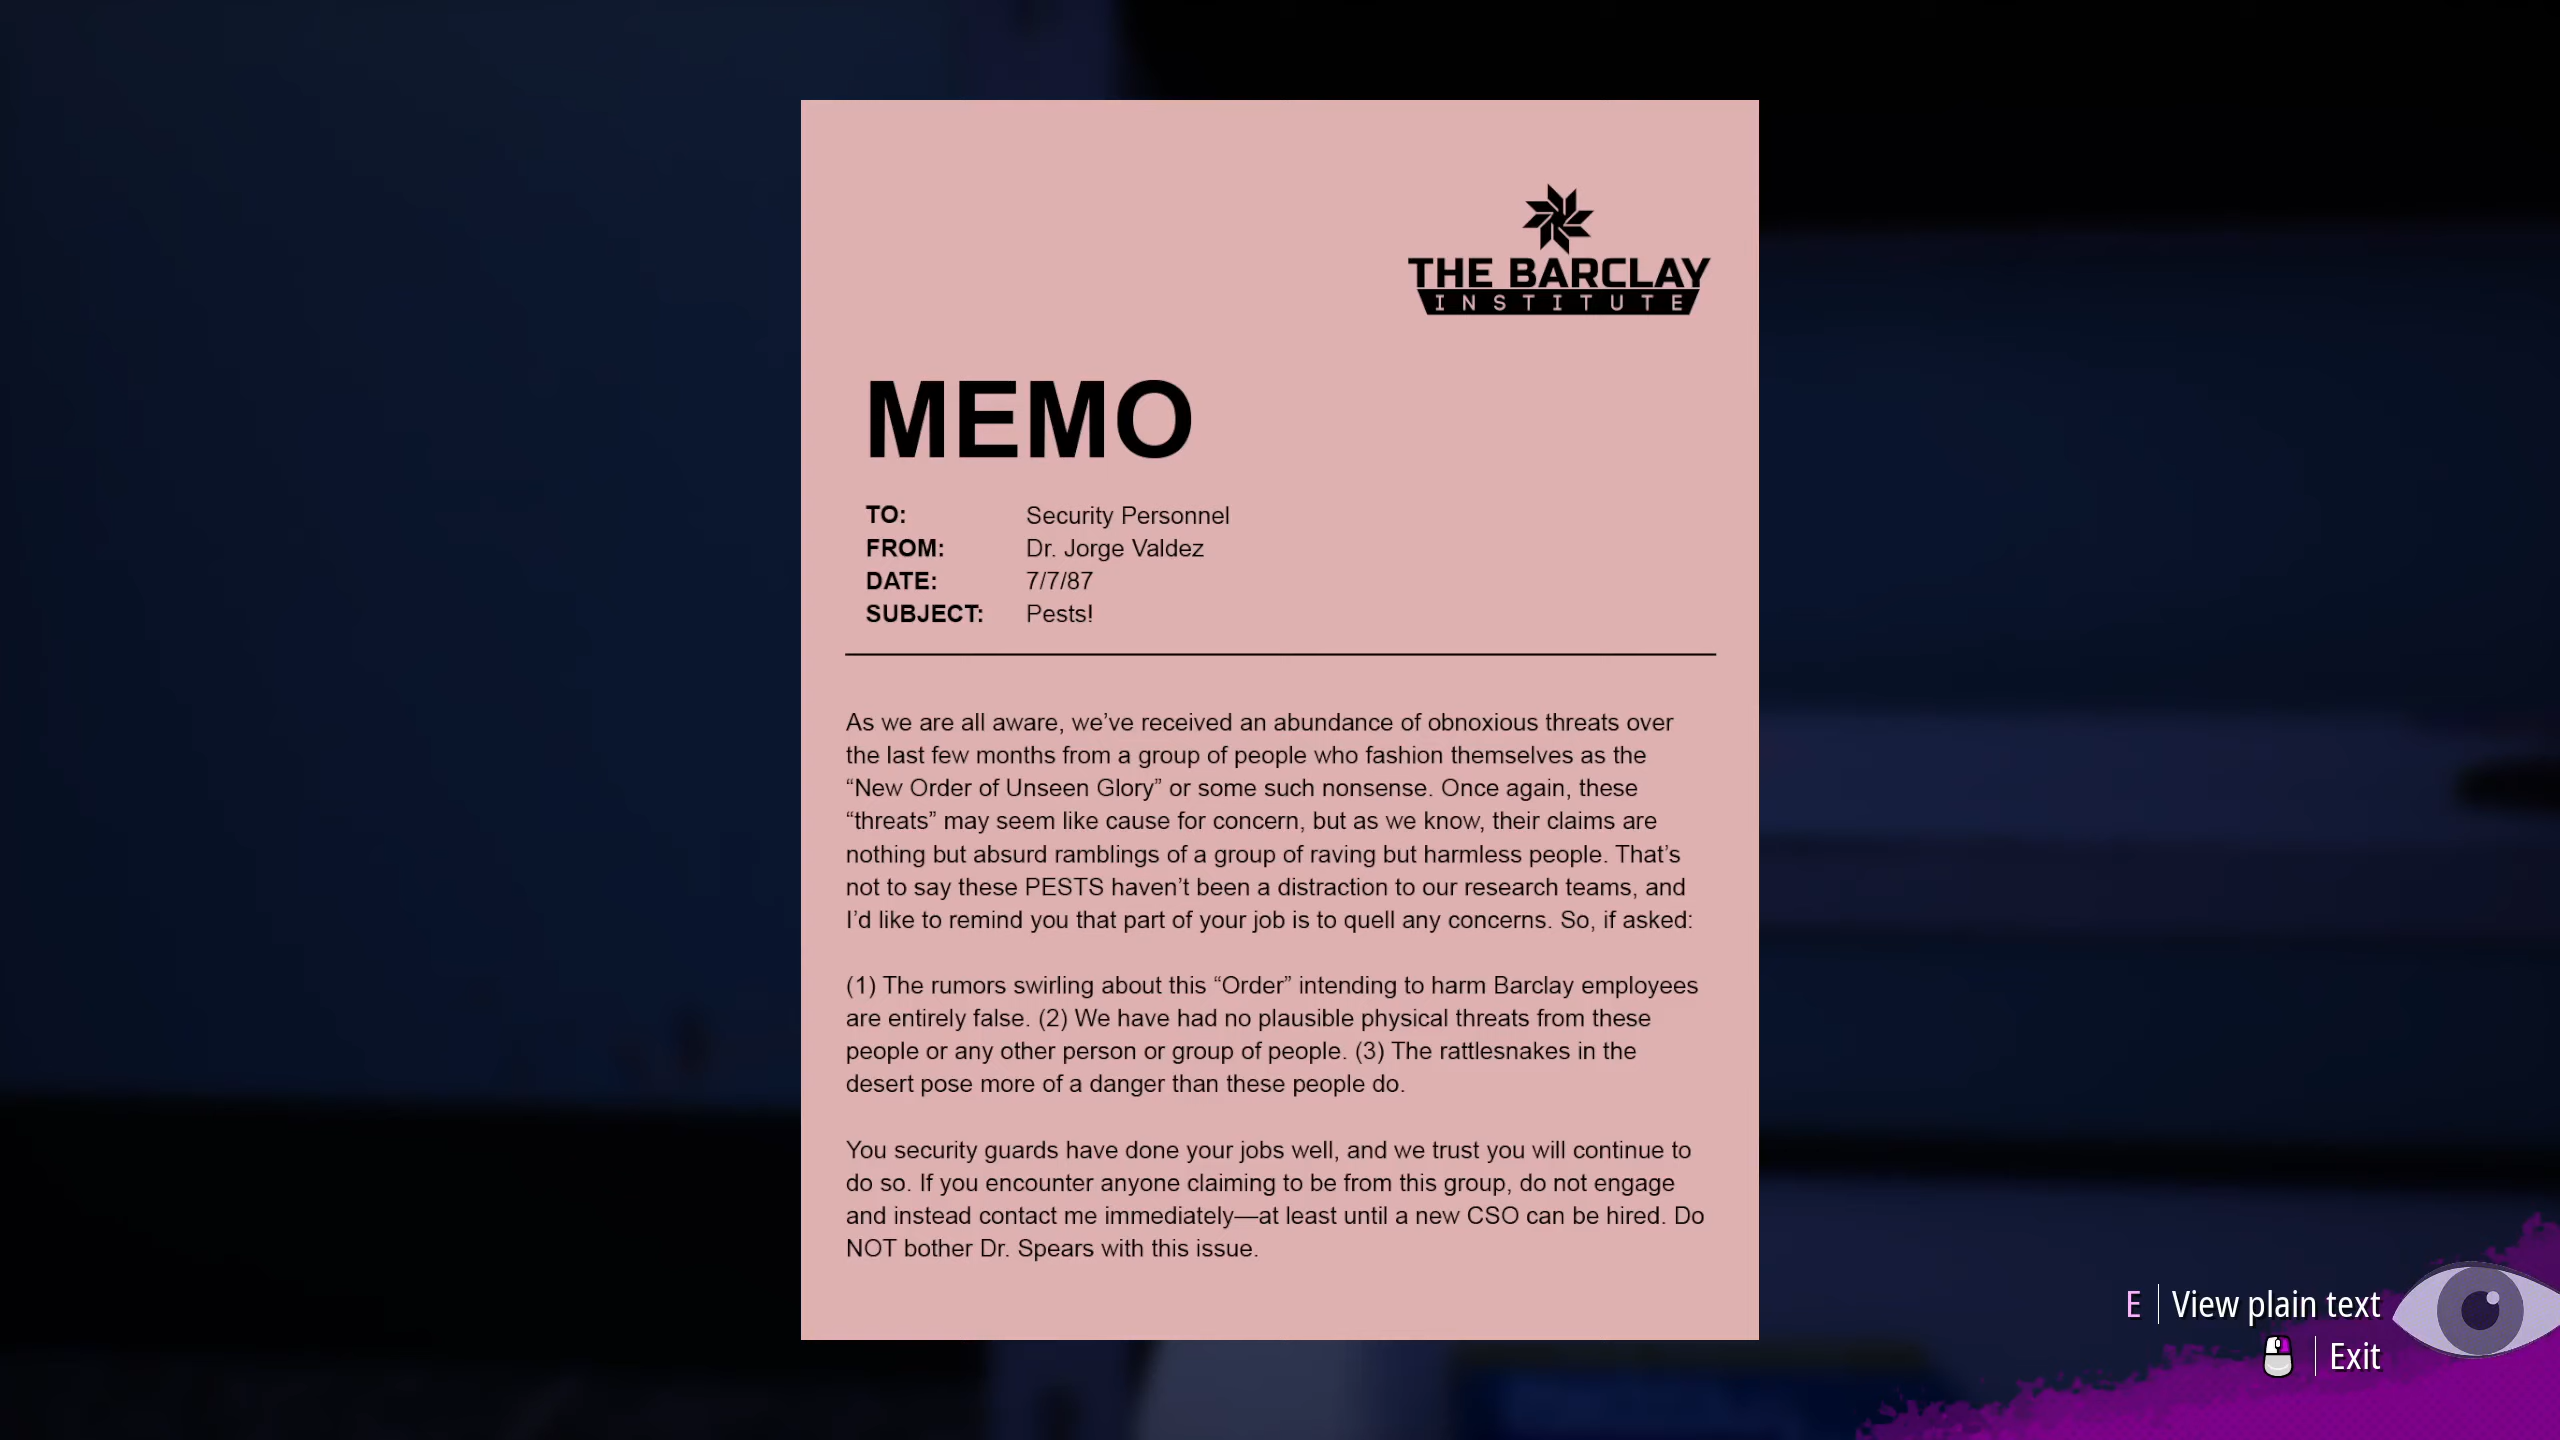 THE BARCLAY
INSTITUTE
MEMO
TO: Security Personnel
FROM: Dr. Jorge Valdez
DATE: 7/7/87
SUBJECT: Pests!
As we are all aware, we’ve received an abundance of obnoxious threats over
the last few months from a group of people who fashion themselves as the
“New Order of Unseen Glory” or some such nonsense. Once again, these
“threats” may seem like cause for concern, but as we know, their claims are
nothing but absurd ramblings of a group of raving but harmless people. That’s
not to say these PESTS haven’t been a distraction to our research teams, and
I’d like to remind you that part of your job is to quell any concerns. So, if asked:
(1) The rumors swirling about this “Order” intending to harm Barclay employees
are entirely false. (2) We have had no plausible physical threats from these
people or any other person or group of people. (3) The rattlesnakes in the
desert pose more of a danger than these people do.
You security guards have done your jobs well, and we trust you will continue to
do so. If you encounter anyone claiming to be from this group, do not engage
and instead contact me immediately—at least until a new CSO can be hired. Do
NOT bother Dr. Spears with this issue.
E View plain text
Exit